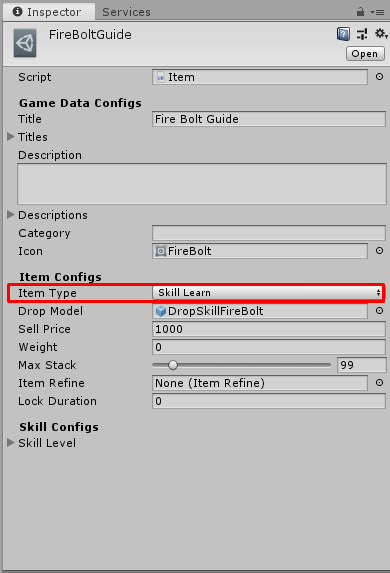 Inspector Services
FireBoltGuide
Open
Script Item
Game Data Configs
Title Fire Bolt Guide
Titles
Description
Descriptions
Category
Icon FireBolt
Item Configs
Item Type Skill Learn
Drop Model DropSkillFireBolt
Sell Price 1000
Weight 0
Max Stack 99
Item Refine None (Item Refine)
Lock Duration 0
Skill Configs
Skill Level